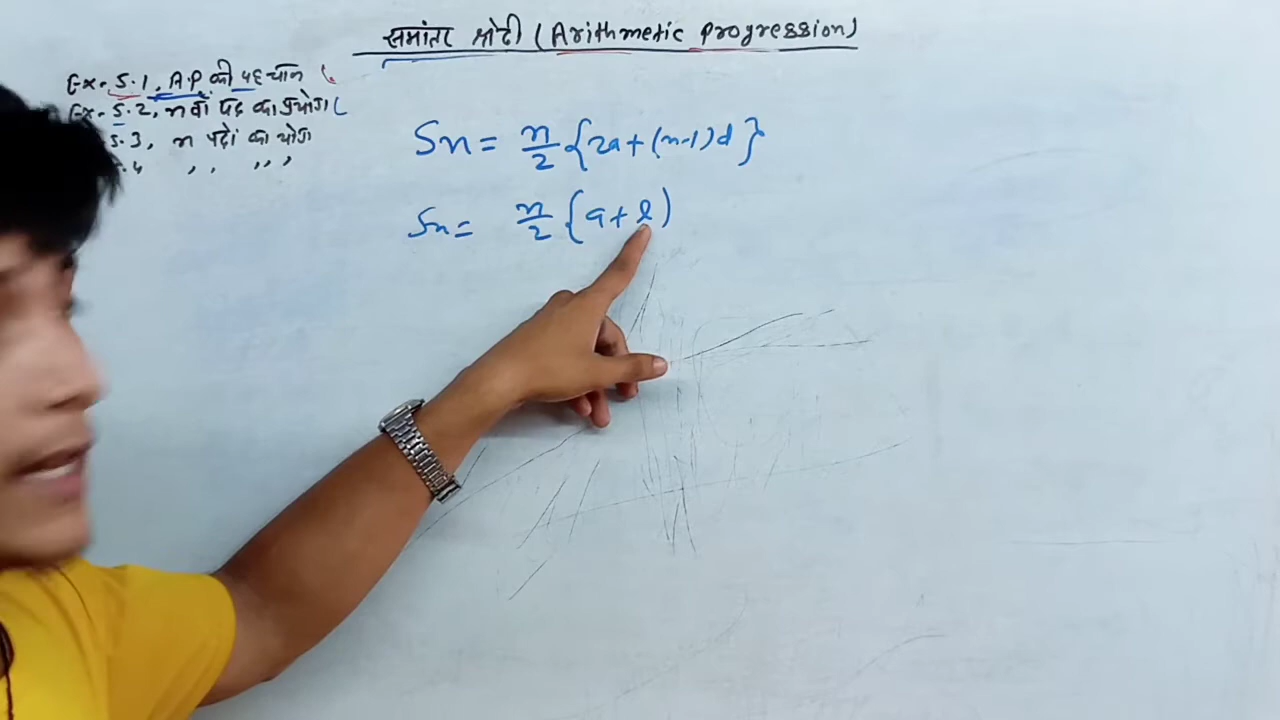 समांतर श्रेढी (Arithmetic Progression)
Ex. 5.1, A.P की पहचान
Ex. 5.2, n वाँ पद का प्रयोग
5.3, n पदों का योग
5.4 ,, ,, ,,
Sn = n/2 {2a+(n-1)d}
Sn = n/2 {a+l)